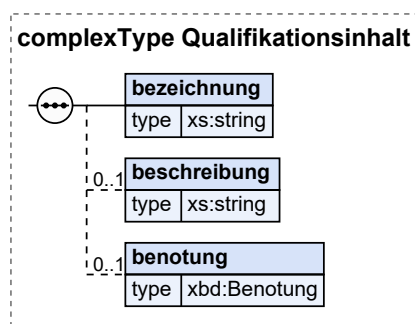 complexType Qualifikationsinhalt
bezeichnung
type xs:string
0..1 beschreibung
type xs:string
0..1 benotung
type xbd:Benotung